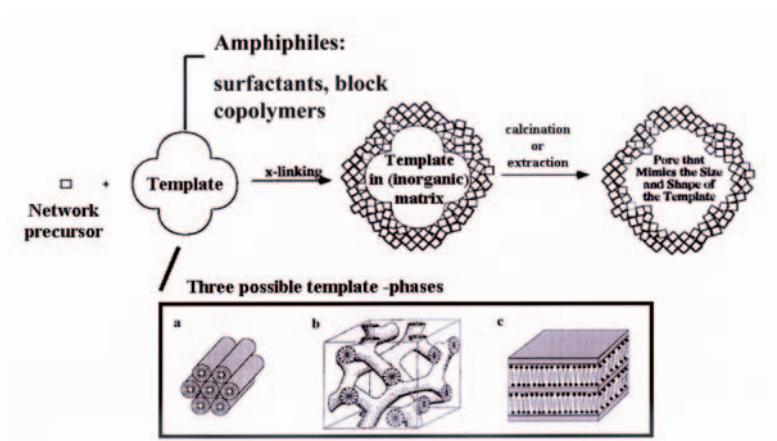 Amphiphiles:
surfactants, block
copolymers
+
Network
precursor
Template
x-linking
Template
in (inorganic)
matrix
calcination
or
extraction
Pore that
Mimics the Size
and Shape of
the Template
Three possible template -phases
a
b
c